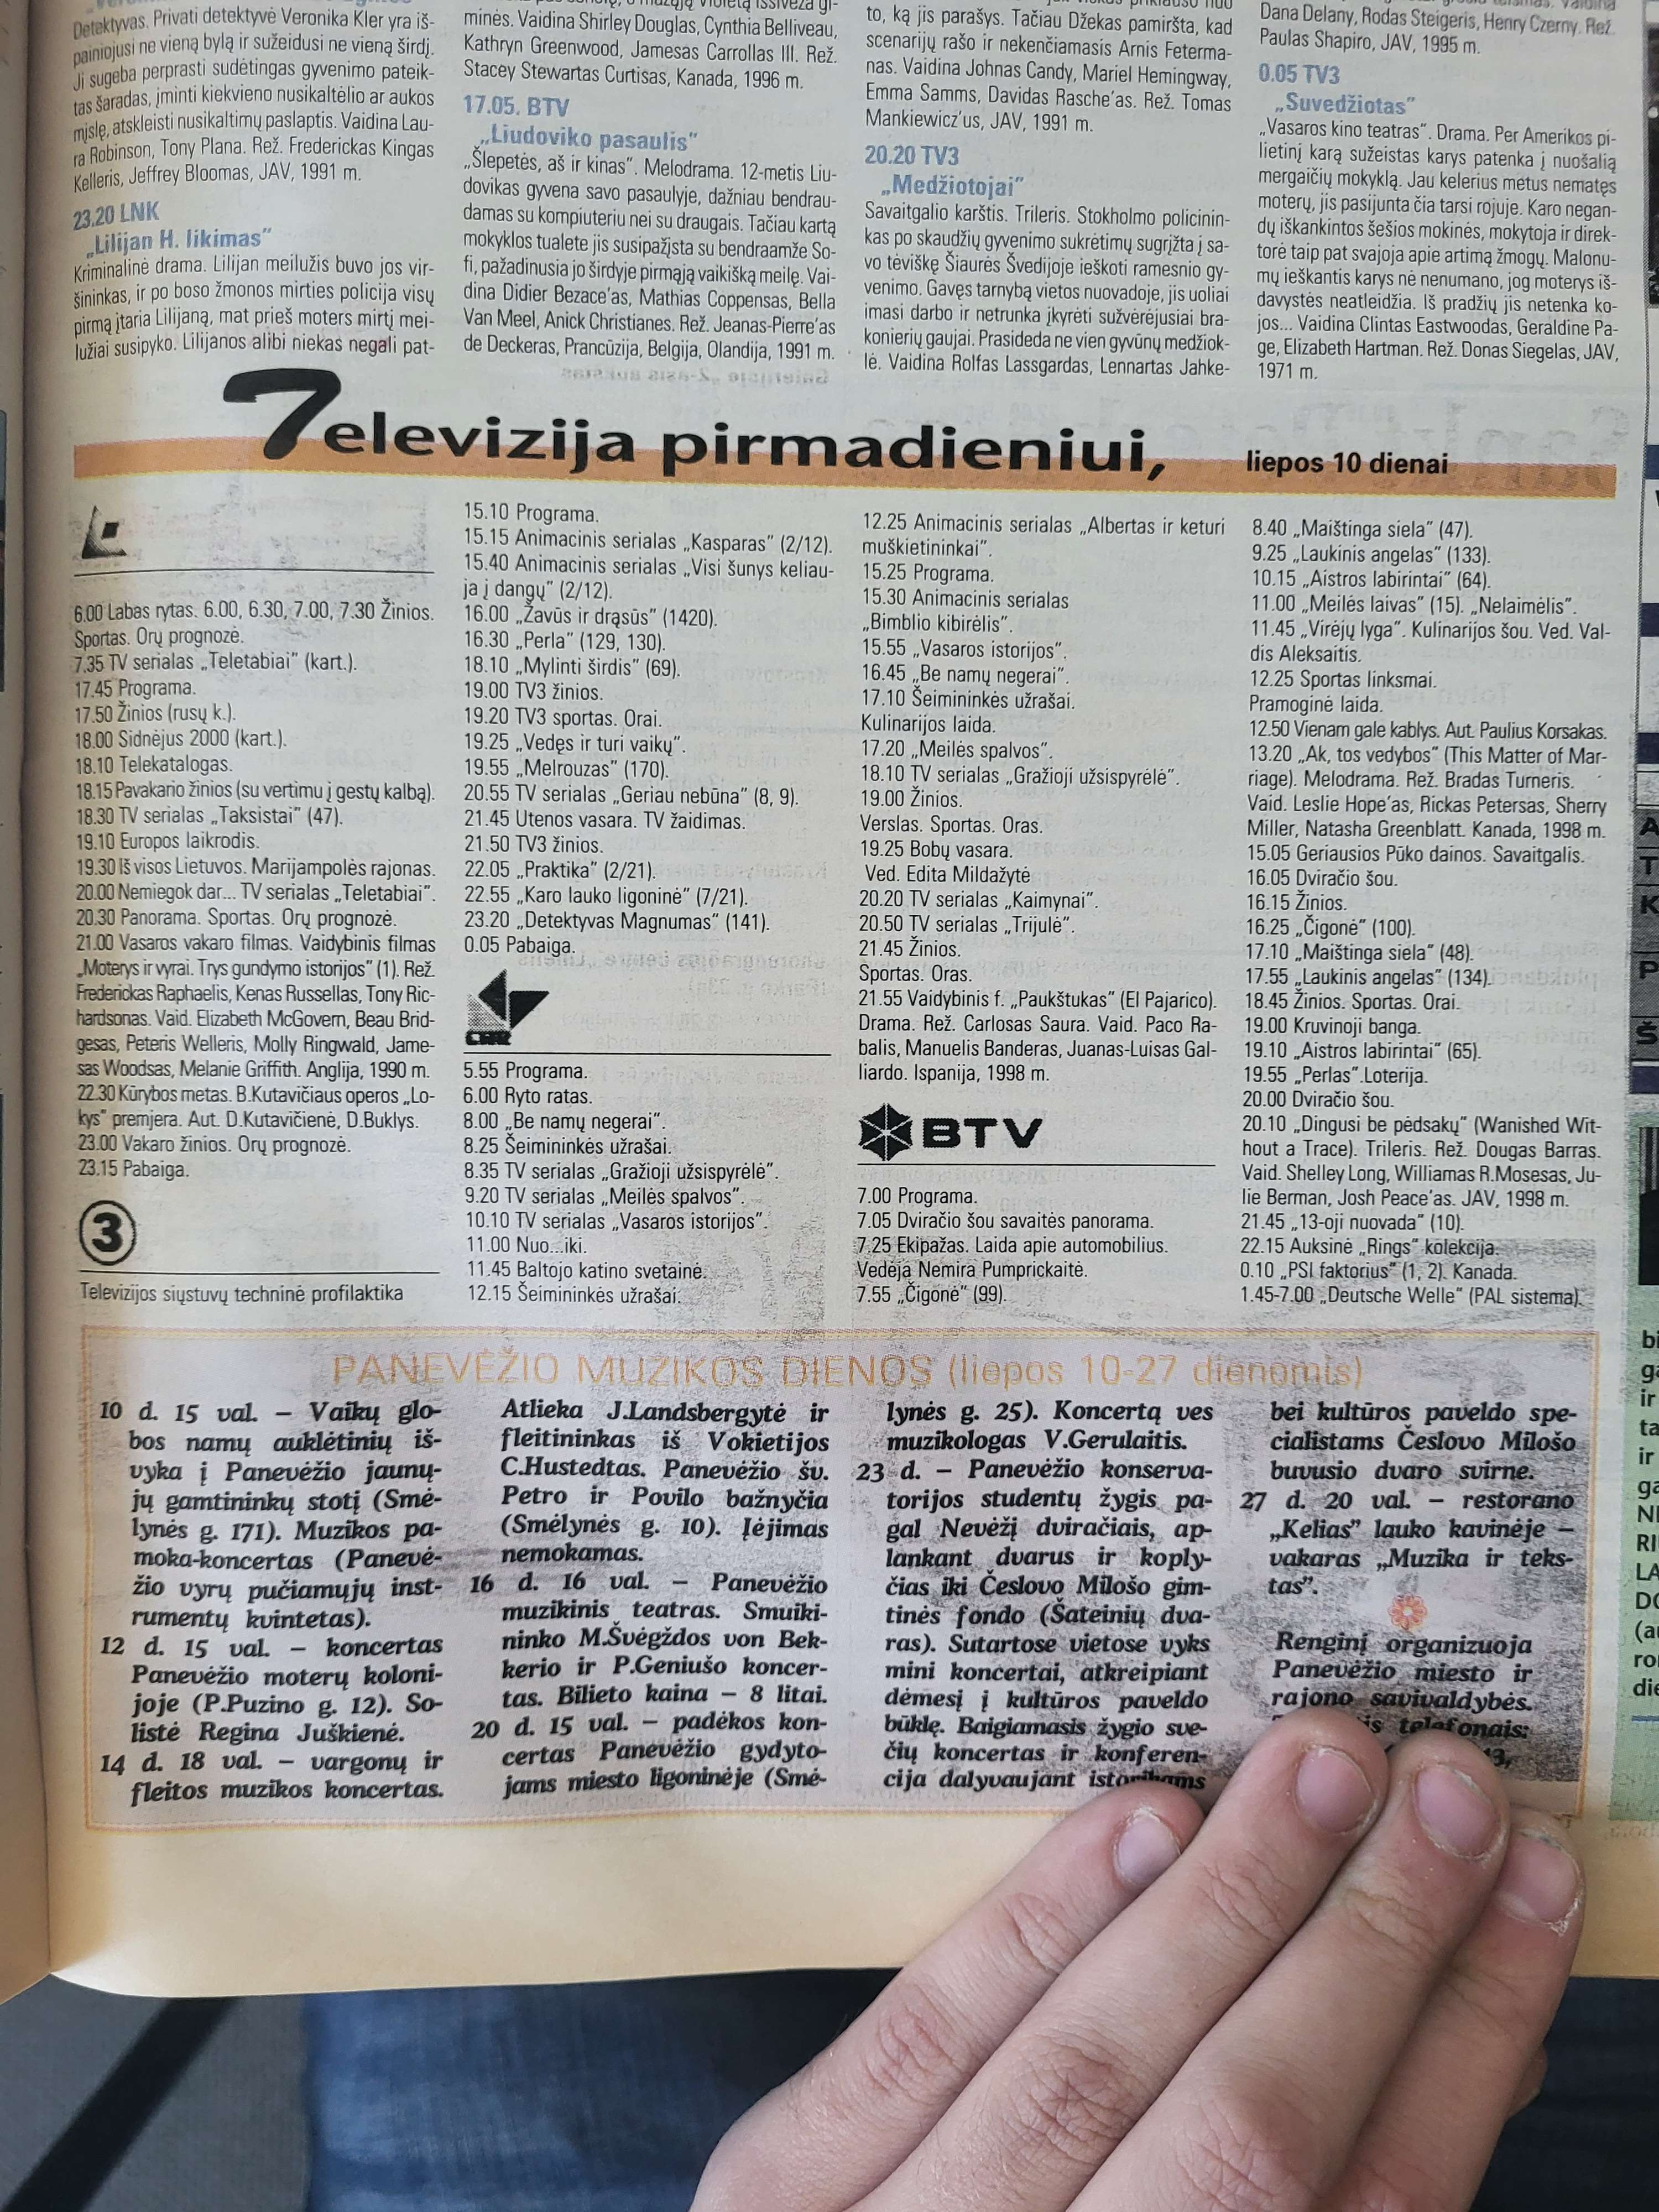 Detektyvas. Privati detektyvė Veronika Kler yra iš-
painiojusi ne vieną bylą ir sužeidusi ne vieną širdį.
Ji sugeba perprasti sudėtingas gyvenimo pateik-
tas šaradas, įminti kiekvieno nusikaltėlio ar aukos
mįslę, atskleisti nusikaltimų paslaptis. Vaidina Lau-
ra Robinson, Tony Plana. Rež. Frederickas Kingas
Kelleris, Jeffrey Bloomas, JAV, 1991 m.
23.20 LNK
„Lilijan H. likimas"
Kriminalinė drama. Lilijan meilužis buvo jos vir-
šininkas, ir po boso žmonos mirties policija visų
pirmą įtaria Lilijaną, mat prieš moters mirtį mei-
lužiai susipyko. Lilijanos alibi niekas negali pat-
minės. Vaidina Shirley Douglas, Cynthia Belliveau,
Kathryn Greenwood, Jamesas Carrollas III. Rež.
Stacey Stewartas Curtisas, Kanada, 1996 m.
17.05. BTV
„Liudoviko pasaulis"
„Šlepetės, aš ir kinas". Melodrama. 12-metis Liu-
dovikas gyvena savo pasaulyje, dažniau bendrau-
damas su kompiuteriu nei su draugais. Tačiau kartą
mokyklos tualete jis susipažįsta su bendraamže So-
fi, pažadinusia jo širdyje pirmąją vaikišką meilę. Vai-
dina Didier Bezace'as, Mathias Coppensas, Bella
Van Meel, Anick Christianes. Rež. Jeanas-Pierre'as
de Deckeras, Prancūzija, Belgija, Olandija, 1991 m.
to, ką jis parašys. Tačiau Džekas pamiršta, kad
scenarijų rašo ir nekenčiamasis Arnis Feterma-
nas. Vaidina Johnas Candy, Mariel Hemingway,
Emma Samms, Davidas Rasche'as. Rež. Tomas
Mankiewicz'us, JAV, 1991 m.
20.20 TV3
„Medžiotojai"
Savaitgalio karštis. Trileris. Stokholmo policinin-
kas po skaudžių gyvenimo sukrėtimų sugrįžta į sa-
vo tėviškę Šiaurės Švedijoje ieškoti ramesnio gy-
venimo. Gavęs tarnybą vietos nuovadoje, jis uoliai
imasi darbo ir netrunka įkyrėti sužvėrėjusiai bra-
konierių gaujai. Prasideda ne vien gyvūnų medžiok-
lė. Vaidina Rolfas Lassgardas, Lennartas Jahke-
Dana Delany, Rodas Steigeris, Henry Czerny. Rež.
Paulas Shapiro, JAV, 1995 m.
0.05 TV3
„Suvedžiotas"
„Vasaros kino teatras". Drama. Per Amerikos pi-
lietinį karą sužeistas karys patenka į nuošalią
mergaičių mokyklą. Jau kelerius metus nematęs
moterų, jis pasijunta čia tarsi rojuje. Karo negan-
dų iškankintos šešios mokinės, mokytoja ir direk-
torė taip pat svajoja apie artimą žmogų. Malonu-
mų ieškantis karys nė nenumano, jog moterys iš-
davystės neatleidžia. Iš pradžių jis netenka ko-
jos... Vaidina Clintas Eastwoodas, Geraldine Pa-
ge, Elizabeth Hartman. Rež. Donas Siegelas, JAV,
1971 m.
Televizija pirmadieniui, liepos 10 dienai
6.00 Labas rytas. 6.00, 6.30, 7.00, 7.30 Žinios.
Sportas. Orų prognozė.
7.35 TV serialas „Teletabiai" (kart.).
17.45 Programa.
17.50 Žinios (rusų k.).
18.00 Sidnėjus 2000 (kart.).
18.10 Telekatalogas.
18.15 Pavakario žinios (su vertimu į gestų kalbą).
18.30 TV serialas „Taksistai" (47).
19.10 Europos laikrodis.
19.30 Iš visos Lietuvos. Marijampolės rajonas.
20.00 Nemiegok dar... TV serialas „Teletabiai".
20.30 Panorama. Sportas. Orų prognozė.
21.00 Vasaros vakaro filmas. Vaidybinis filmas
„Moterys ir vyrai. Trys gundymo istorijos" (1). Rež.
Frederickas Raphaelis, Kenas Russellas, Tony Ric-
hardsonas. Vaid. Elizabeth McGovern, Beau Brid-
gesas, Peteris Welleris, Molly Ringwald, Jame-
sas Woodsas, Melanie Griffith. Anglija, 1990 m.
22.30 Kūrybos metas. B.Kutavičiaus operos „Lo-
kys" premjera. Aut. D.Kutavičienė, D.Buklys.
23.00 Vakaro žinios. Orų prognozė.
23.15 Pabaiga.
3
Televizijos siųstuvų techninė profilaktika
15.10 Programa.
15.15 Animacinis serialas „Kasparas" (2/12).
15.40 Animacinis serialas „Visi šunys keliau-
ja į dangų" (2/12).
16.00 „Žavūs ir drąsūs" (1420).
16.30 „Perla" (129, 130).
18.10 „Mylinti širdis" (69).
19.00 TV3 žinios.
19.20 TV3 sportas. Orai.
19.25 „Vedęs ir turi vaikų".
19.55 „Melrouzas" (170).
20.55 TV serialas „Geriau nebūna" (8, 9).
21.45 Utenos vasara. TV žaidimas.
21.50 TV3 žinios.
22.05 „Praktika" (2/21).
22.55 „Karo lauko ligoninė" (7/21).
23.20 „Detektyvas Magnumas" (141).
0.05 Pabaiga.
5.55 Programa.
6.00 Ryto ratas.
8.00 „Be namų negerai".
8.25 Šeimininkės užrašai.
8.35 TV serialas „Gražioji užsispyrėlė".
9.20 TV serialas „Meilės spalvos".
10.10 TV serialas „Vasaros istorijos".
11.00 Nuo...iki.
11.45 Baltojo katino svetainė.
12.15 Šeimininkės užrašai.
12.25 Animacinis serialas „Albertas ir keturi
muškietininkai".
15.25 Programa.
15.30 Animacinis serialas
„Bimblio kibirėlis".
15.55 „Vasaros istorijos".
16.45 „Be namų negerai".
17.10 Šeimininkės užrašai.
Kulinarijos laida.
17.20 „Meilės spalvos".
18.10 TV serialas „Gražioji užsispyrėlė".
19.00 Žinios.
Verslas. Sportas. Oras.
19.25 Bobų vasara.
Ved. Edita Mildažytė
20.20 TV serialas „Kaimynai".
20.50 TV serialas „Trijulė".
21.45 Žinios.
Sportas. Oras.
21.55 Vaidybinis f. „Paukštukas" (El Pajarico).
Drama. Rež. Carlosas Saura. Vaid. Paco Ra-
balis, Manuelis Banderas, Juanas-Luisas Gal-
liardo. Ispanija, 1998 m.
BTV
7.00 Programa.
7.05 Dviračio šou savaitės panorama.
7.25 Ekipažas. Laida apie automobilius.
Vedėja Nemira Pumprickaitė.
7.55 „Čigonė" (99).
8.40 „Maištinga siela" (47).
9.25 „Laukinis angelas" (133).
10.15 „Aistros labirintai" (64).
11.00 „Meilės laivas" (15). „Nelaimėlis".
11.45 „Virėjų lyga". Kulinarijos šou. Ved. Val-
dis Aleksaitis.
12.25 Sportas linksmai.
Pramoginė laida.
12.50 Vienam gale kablys. Aut. Paulius Korsakas.
13.20 „Ak, tos vedybos" (This Matter of Mar-
riage). Melodrama. Rež. Bradas Turneris.
Vaid. Leslie Hope'as, Rickas Petersas, Sherry
Miller, Natasha Greenblatt. Kanada, 1998 m.
15.05 Geriausios Pūko dainos. Savaitgalis.
16.05 Dviračio šou.
16.15 Žinios.
16.25 „Čigonė" (100).
17.10 „Maištinga siela" (48).
17.55 „Laukinis angelas" (134).
18.45 Žinios. Sportas. Orai.
19.00 Kruvinoji banga.
19.10 „Aistros labirintai" (65).
19.55 „Perlas".Loterija.
20.00 Dviračio šou.
20.10 „Dingusi be pėdsakų" (Wanished Wit-
hout a Trace). Trileris. Rež. Dougas Barras.
Vaid. Shelley Long, Williamas R.Mosesas, Ju-
lie Berman, Josh Peace'as. JAV, 1998 m.
21.45 „13-oji nuovada" (10).
22.15 Auksinė „Rings" kolekcija.
0.10 „PSI faktorius" (1, 2). Kanada.
1.45-7.00 „Deutsche Welle" (PAL sistema).
PANEVĖŽIO MUZIKOS DIENOS (liepos 10-27 dienomis)
10 d. 15 val. – Vaikų glo-
bos namų auklėtinių iš-
vyka į Panevėžio jaunų-
jų gamtininkų stotį (Smė-
lynės g. 171). Muzikos pa-
moka-koncertas (Panevė-
žio vyrų pučiamųjų inst-
rumentų kvintetas).
12 d. 15 val. – koncertas
Panevėžio moterų koloni-
joje (P.Puzino g. 12). So-
listė Regina Juškienė.
14 d. 18 val. – vargonų ir
fleitos muzikos koncertas.
Atlieka J.Landsbergytė ir
fleitininkas iš Vokietijos
C.Hustedtas. Panevėžio šv.
Petro ir Povilo bažnyčia
(Smėlynės g. 10). Įėjimas
nemokamas.
16 d. 16 val. – Panevėžio
muzikinis teatras. Smuiki-
ninko M.Švėgždos von Bek-
kerio ir P.Geniušo koncer-
tas. Bilieto kaina – 8 litai.
20 d. 15 val. – padėkos kon-
certas Panevėžio gydyto-
jams miesto ligoninėje (Smė-
lynės g. 25). Koncertą ves
muzikologas V.Gerulaitis.
23 d. – Panevėžio konserva-
torijos studentų žygis pa-
gal Nevėžį dviračiais, ap-
lankant dvarus ir koply-
čias iki Česlovo Milošo gim-
tinės fondo (Šateinių dva-
ras). Sutartose vietose vyks
mini koncertai, atkreipiant
dėmesį į kultūros paveldo
būklę. Baigiamasis žygio sve-
čių koncertas ir konferen-
cija dalyvaujant istorikams
bei kultūros paveldo spe-
cialistams Česlovo Milošo
buvusio dvaro svirne.
27 d. 20 val. – restorano
„Kelias" lauko kavinėje –
vakaras „Muzika ir teks-
tas".
Renginį organizuoja
Panevėžio miesto ir
rajono savivaldybės.
telefonais: